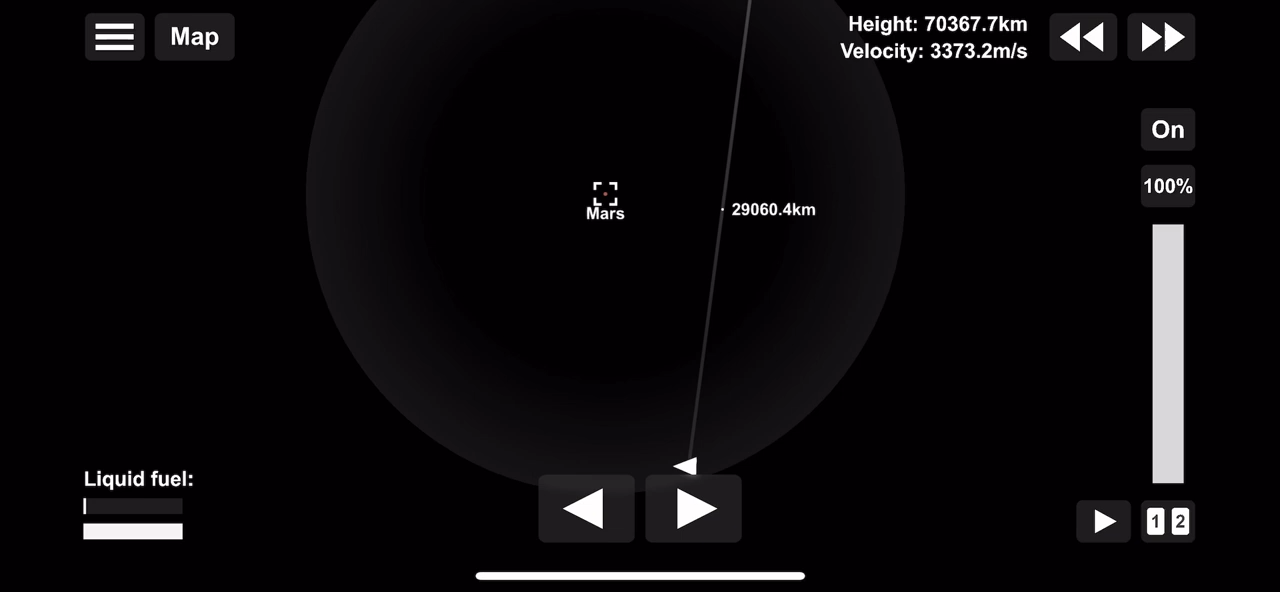 Map
Height: 70367.7km
Velocity: 3373.2m/s
On
100%
Mars
29060.4km
Liquid fuel:
1 2